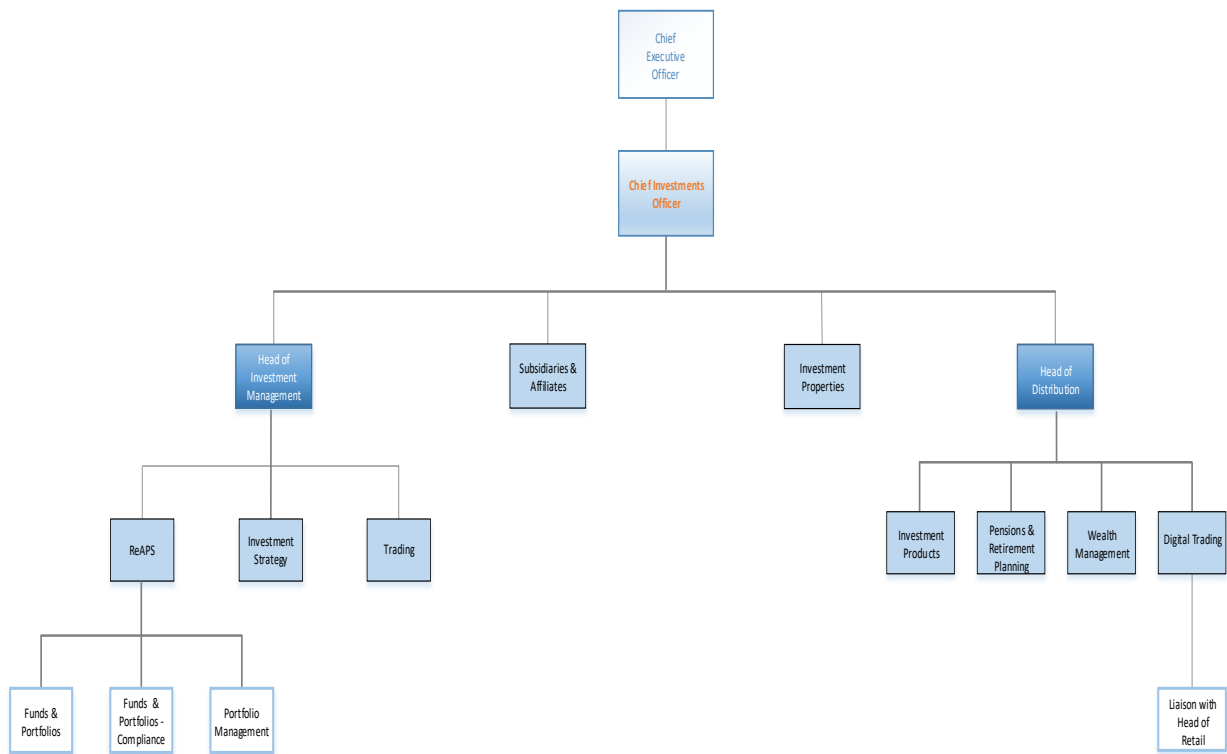 Chief
Executive
Officer
Chief Investments
Officer
Head of
Investment
Management
Subsidiaries &
Affiliates
Investment
Properties
Head of
Distribution
ReAPS
Investment
Strategy
Trading
Investment
Products
Pensions &
Retirement
Planning
Wealth
Management
Digital Trading
Funds &
Portfolios
Funds &
Portfolios -
Compliance
Portfolio
Management
Liaison with
Head of
Retail